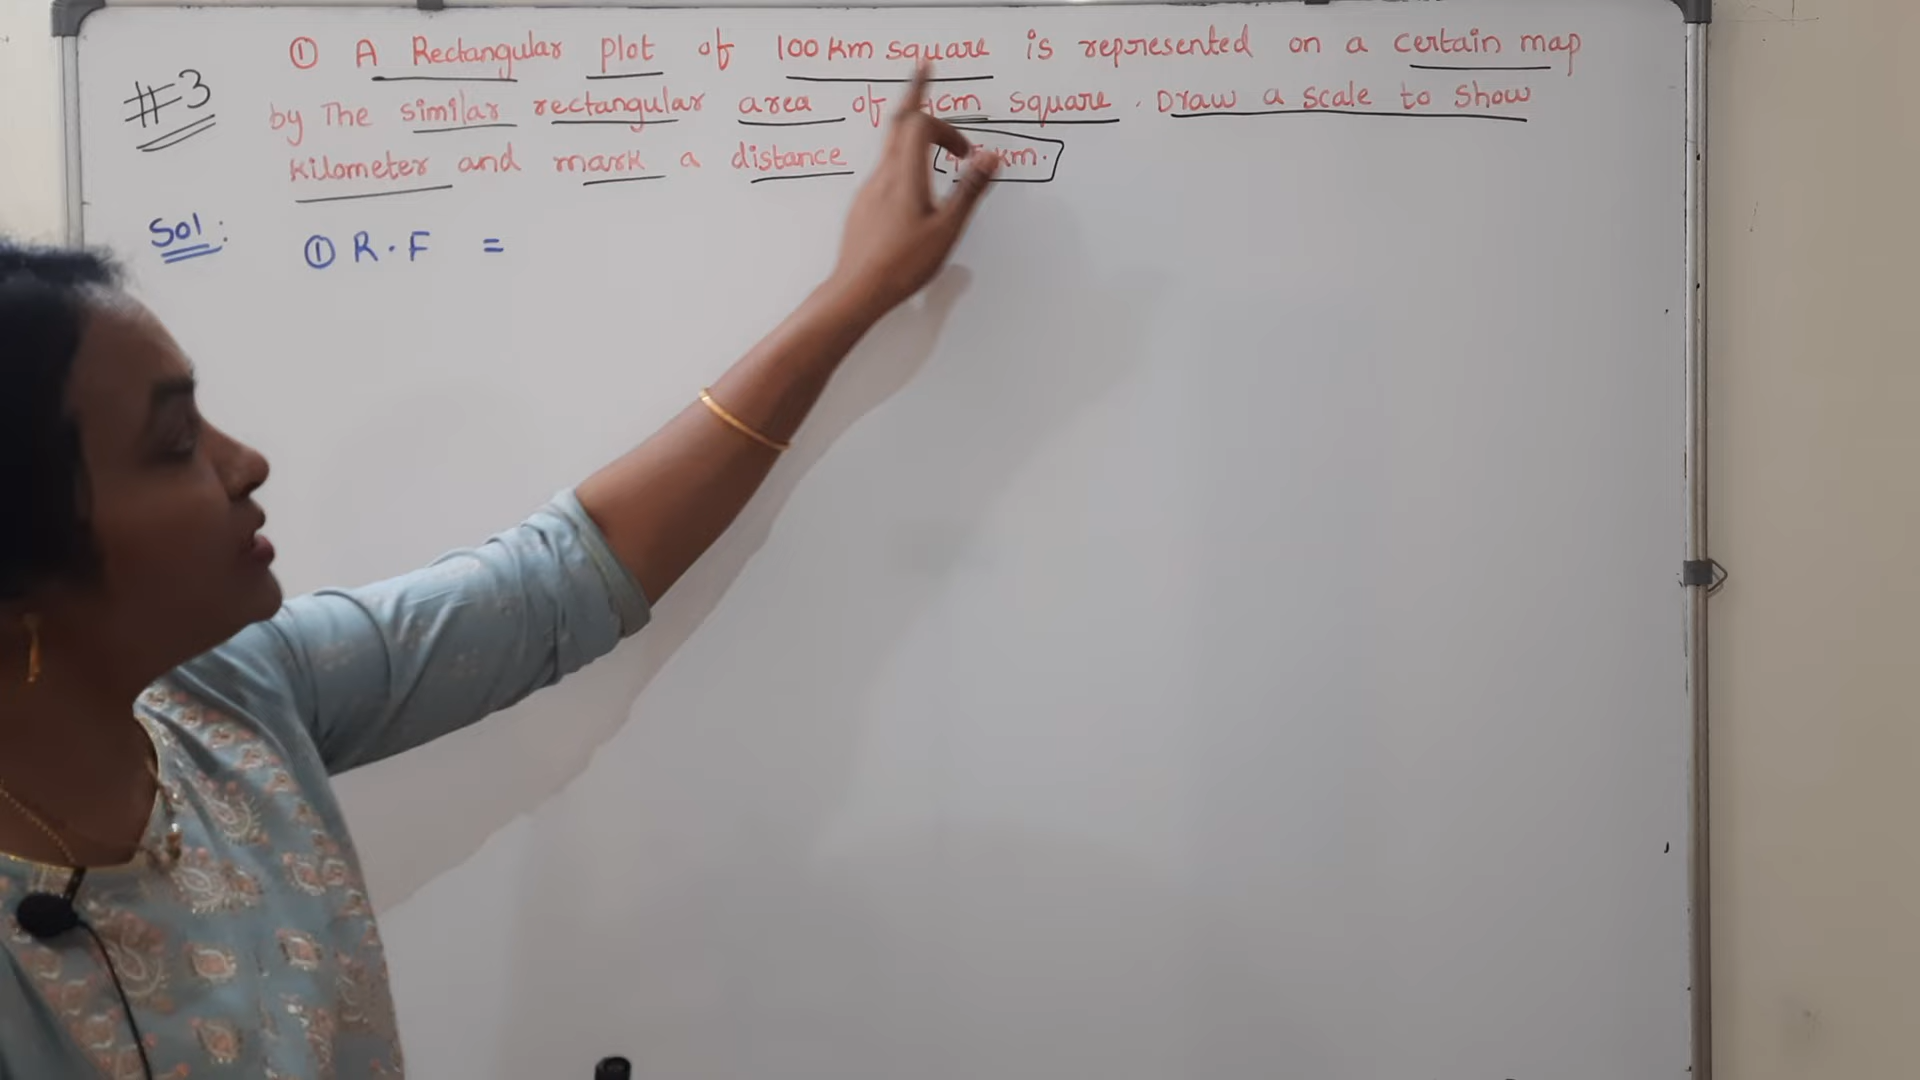 #3
① A Rectangular plot of 100 km square is represented on a certain map
by The similar rectangular area of 4cm square. Draw a scale to show
kilometer and mark a distance km.
Sol:
① R.F =